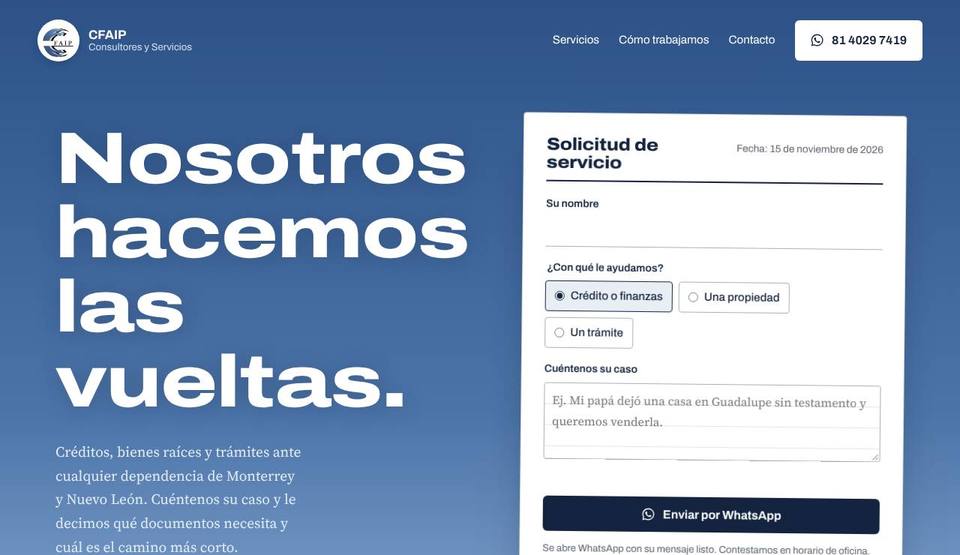 CFAIP
CFAIP
Consultores y Servicios
Servicios
Cómo trabajamos
Contacto
81 4029 7419
Nosotros
hacemos
las
vueltas.
Créditos, bienes raíces y trámites ante
cualquier dependencia de Monterrey
y Nuevo León. Cuéntenos su caso y le
decimos qué documentos necesita y
cuál es el camino más corto.
Solicitud de
servicio
Fecha: 15 de noviembre de 2026
Su nombre
¿Con qué le ayudamos?
Crédito o finanzas
Una propiedad
Un trámite
Cuéntenos su caso
Ej. Mi papá dejó una casa en Guadalupe sin testamento y
queremos venderla.
Enviar por WhatsApp
Se abre WhatsApp con su mensaje listo. Contestamos en horario de oficina.